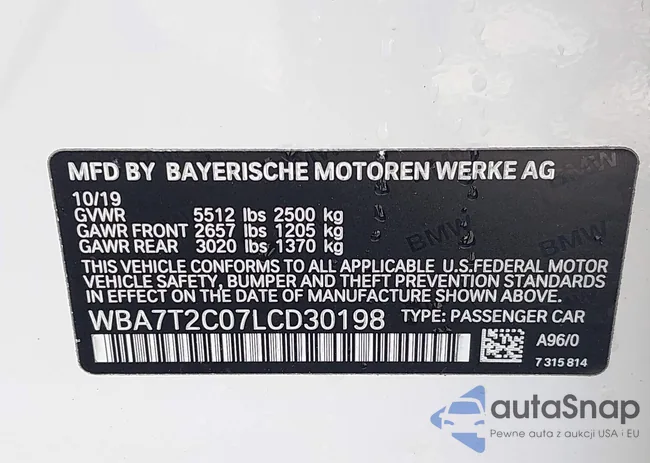 MFD BY BAYERISCHE MOTOREN WERKE AG
10/19
GVWR 5512 lbs 2500 kg
GAWR FRONT 2657 lbs 1205 kg
GAWR REAR 3020 lbs 1370 kg
THIS VEHICLE CONFORMS TO ALL APPLICABLE U.S.FEDERAL MOTOR
VEHICLE SAFETY, BUMPER AND THEFT PREVENTION STANDARDS
IN EFFECT ON THE DATE OF MANUFACTURE SHOWN ABOVE.
WBA7T2C07LCD30198 TYPE: PASSENGER CAR
A96/0
7315814
BMW
BMW
autaSnap
Pewne auta z aukcji USA i EU